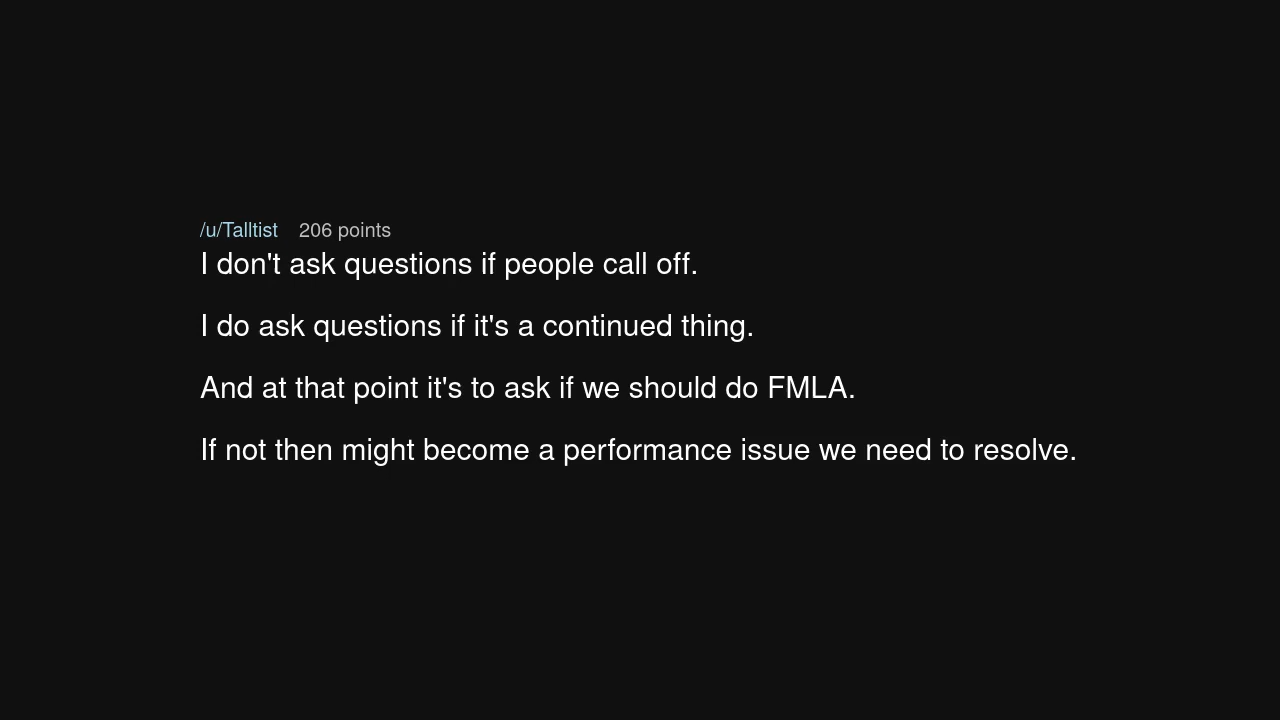 /u/Talltist 206 points
I don't ask questions if people call off.
I do ask questions if it's a continued thing.
And at that point it's to ask if we should do FMLA.
If not then might become a performance issue we need to resolve.